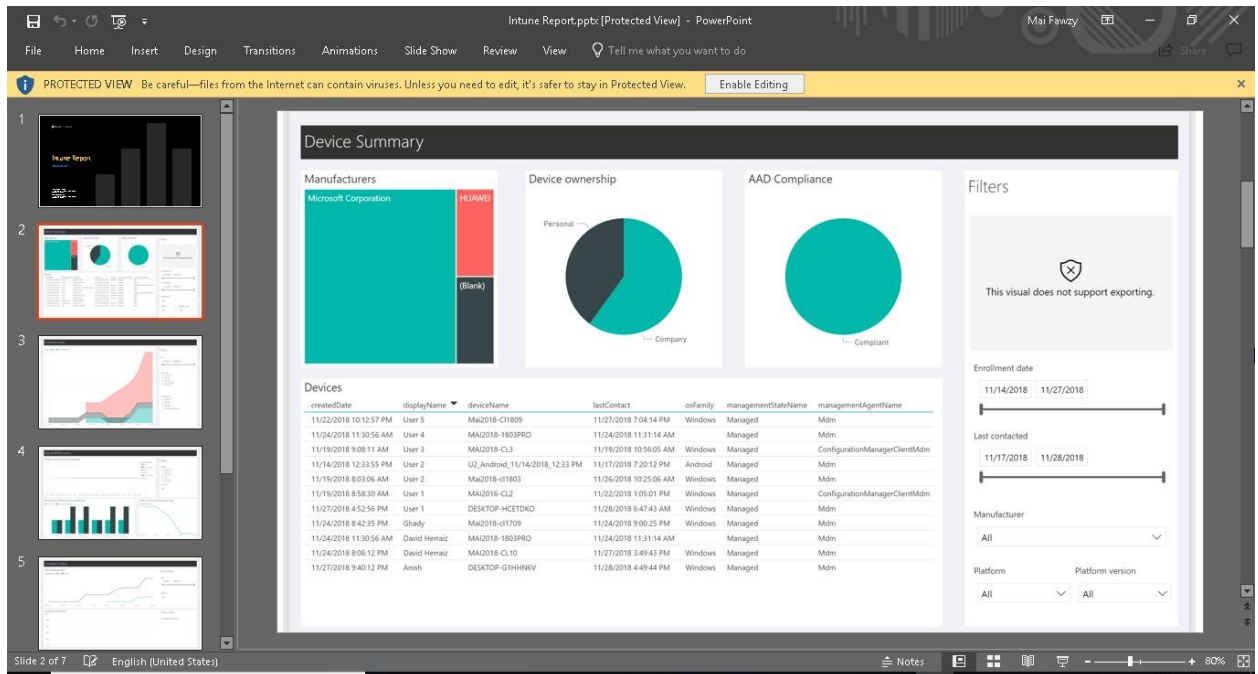 Intune Report.pptx [Protected View] - PowerPoint
Mai Fawzy
File Home Insert Design Transitions Animations Slide Show Review View Tell me what you want to do Share
PROTECTED VIEW Be careful—files from the Internet can contain viruses. Unless you need to edit, it's safer to stay in Protected View. Enable Editing
1
Intune Report
2
3
4
5
Device Summary
Manufacturers
Microsoft Corporation
HUAWEI
(Blank)
Device ownership
Personal
Company
AAD Compliance
Compliant
Devices
createdDate displayName deviceName lastContact osFamily managementStateName managementAgentName
11/22/2018 10:12:57 PM User 5 Mai2018-Cl1809 11/27/2018 7:04:14 PM Windows Managed Mdm
11/24/2018 11:30:56 AM User 4 MAI2018-1803PRO 11/24/2018 11:31:14 AM Managed Mdm
11/19/2018 9:08:11 AM User 3 MAI2018-CL3 11/19/2018 10:56:05 AM Windows Managed ConfigurationManagerClientMdm
11/14/2018 12:33:55 PM User 2 U2_Android_11/14/2018_12:33 PM 11/17/2018 7:20:12 PM Android Managed Mdm
11/19/2018 8:03:06 AM User 2 Mai2018-cl1803 11/26/2018 10:25:06 AM Windows Managed Mdm
11/19/2018 8:58:30 AM User 1 MAI2016-CL2 11/22/2018 1:05:01 PM Windows Managed ConfigurationManagerClientMdm
11/27/2018 4:52:56 PM User 1 DESKTOP-HCETDKO 11/28/2018 6:47:43 AM Windows Managed Mdm
11/24/2018 8:42:35 PM Ghady Mai2018-cl1709 11/24/2018 9:00:25 PM Windows Managed Mdm
11/24/2018 11:30:56 AM David Herraiz MAI2018-1803PRO 11/24/2018 11:31:14 AM Managed Mdm
11/24/2018 8:06:12 PM David Herraiz MAI2018-CL10 11/27/2018 3:49:43 PM Windows Managed Mdm
11/27/2018 9:40:12 PM Anish DESKTOP-G1HHN6V 11/28/2018 4:49:44 PM Windows Managed Mdm
Filters
This visual does not support exporting.
Enrollment date
11/14/2018 11/27/2018
Last contacted
11/17/2018 11/28/2018
Manufacturer
All
Platform Platform version
All All
Slide 2 of 7 English (United States) Notes 80%